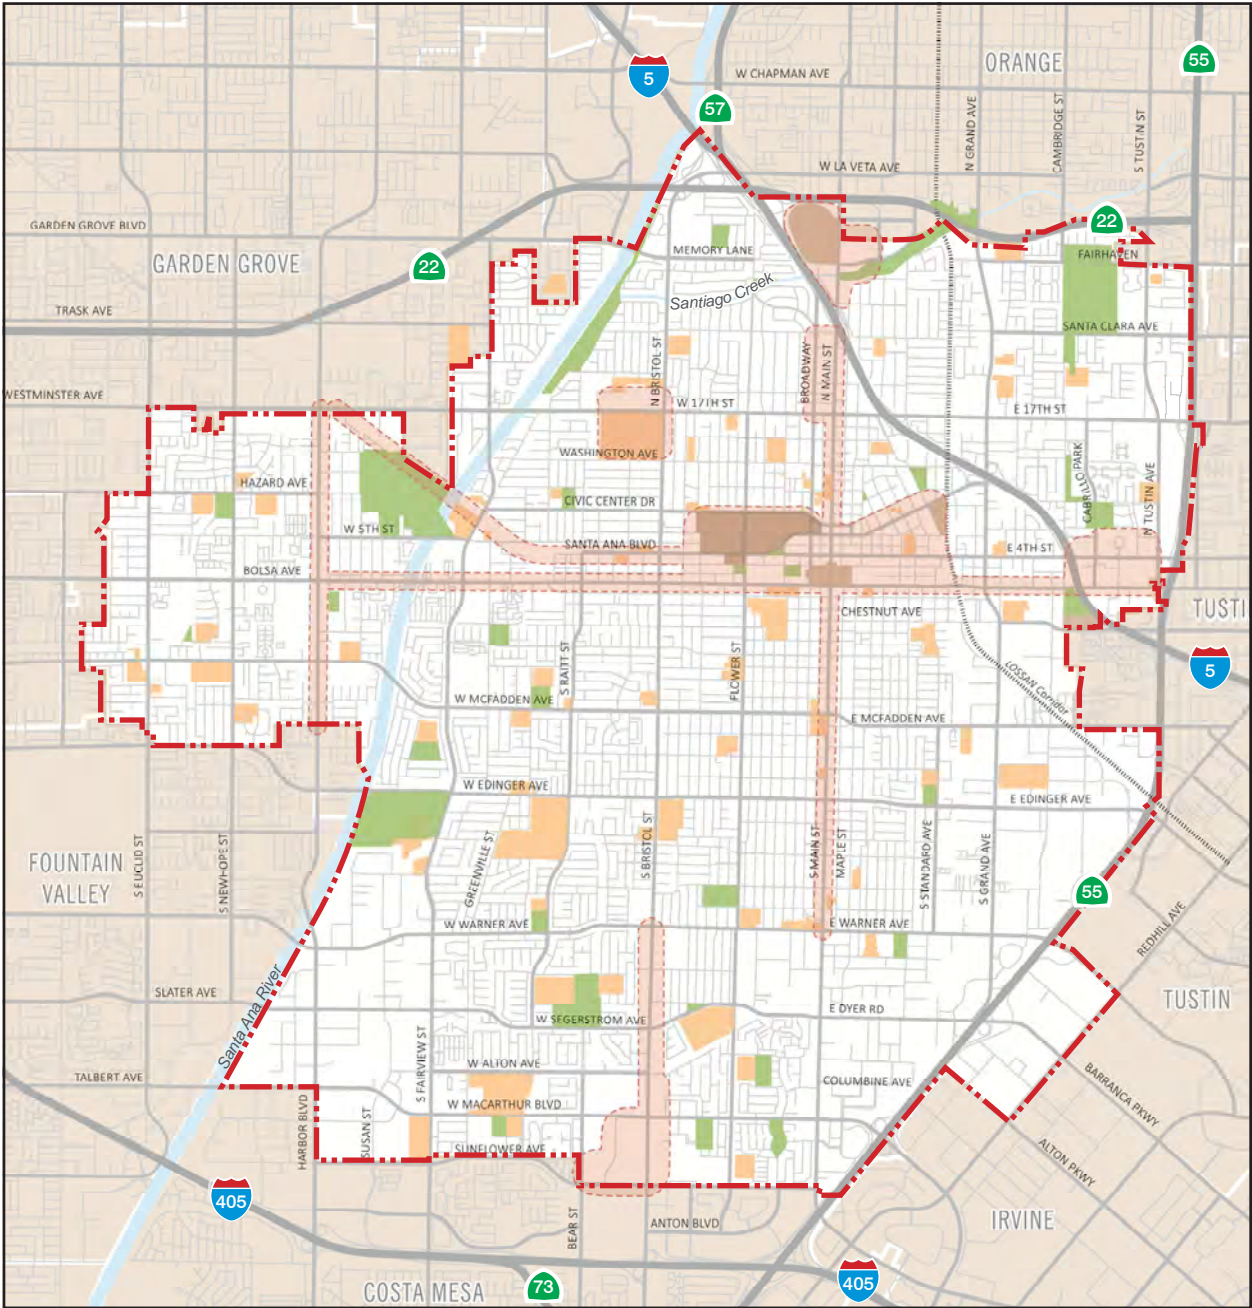 ORANGE
55
5
W CHAPMAN AVE
57
N GRAND AVE
CAMBRIDGE ST
S TUSTIN ST
W LA VETA AVE
GARDEN GROVE BLVD
22
MEMORY LANE
FAIRHAVEN
GARDEN GROVE
22
Santiago Creek
TRASK AVE
SANTA CLARA AVE
N BRISTOL ST
BROADWAY
N MAIN ST
WESTMINSTER AVE
W 17TH ST
E 17TH ST
WASHINGTON AVE
CABRILLO PARK
N TUSTIN AVE
HAZARD AVE
CIVIC CENTER DR
W 5TH ST
SANTA ANA BLVD
E 4TH ST
BOLSA AVE
CHESTNUT AVE
TUSTI
S RAITT ST
FLOWER ST
5
LOSSAN Corridor
W MCFADDEN AVE
E MCFADDEN AVE
W EDINGER AVE
E EDINGER AVE
FOUNTAIN
VALLEY
S EUCLID ST
S NEWHOPE ST
GREENVILLE ST
S BRISTOL ST
S MAIN ST
MAPLE ST
S STANDARD AVE
S GRAND AVE
55
W WARNER AVE
E WARNER AVE
REDHILL AVE
SLATER AVE
Santa Ana River
TUSTIN
W SEGERSTROM AVE
E DYER RD
S FAIRVIEW ST
W ALTON AVE
TALBERT AVE
COLUMBINE AVE
BARRANCA PKWY
W MACARTHUR BLVD
HARBOR BLVD
SUSAN ST
SUNFLOWER AVE
ALTON PKWY
405
BEAR ST
ANTON BLVD
IRVINE
COSTA MESA
73
405